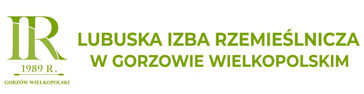 IR
1989 R.
GORZÓW WIELKOPOLSKI
LUBUSKA IZBA RZEMIEŚLNICZA
W GORZOWIE WIELKOPOLSKIM